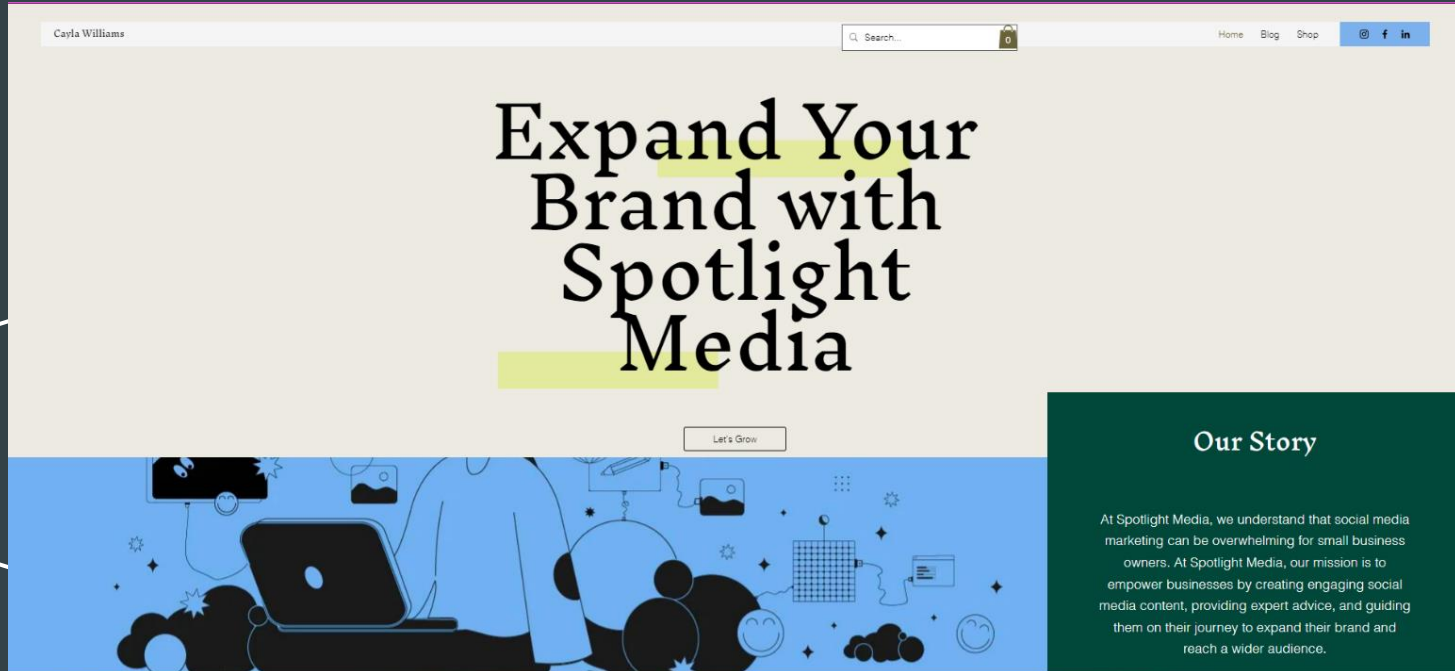 Cayla Williams
Search...
0
Home Blog Shop
f in
Expand Your
Brand with
Spotlight
Media
Let's Grow
Our Story
At Spotlight Media, we understand that social media
marketing can be overwhelming for small business
owners. At Spotlight Media, our mission is to
empower businesses by creating engaging social
media content, providing expert advice, and guiding
them on their journey to expand their brand and
reach a wider audience.